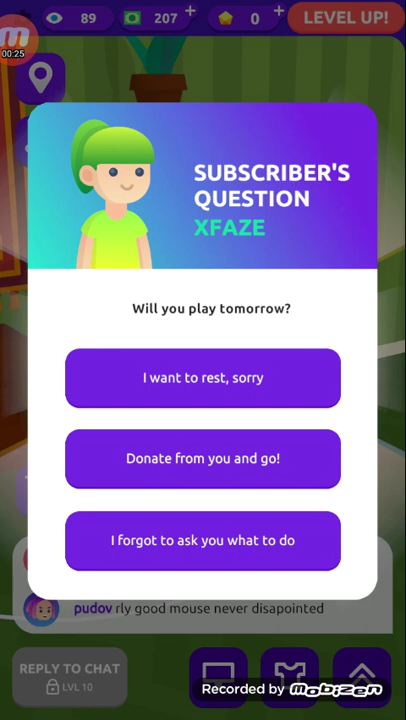 89
207
+
0
+
LEVEL UP!
00:25
SUBSCRIBER'S
QUESTION
XFAZE
Will you play tomorrow?
I want to rest, sorry
Donate from you and go!
I forgot to ask you what to do
pudov rly good mouse never disapointed
REPLY TO CHAT
LVL 10
Recorded by mobizen